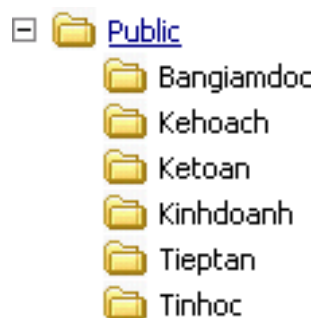 Public
Bangiamdoc
Kehoach
Ketoan
Kinhdoanh
Tieptan
Tinhoc